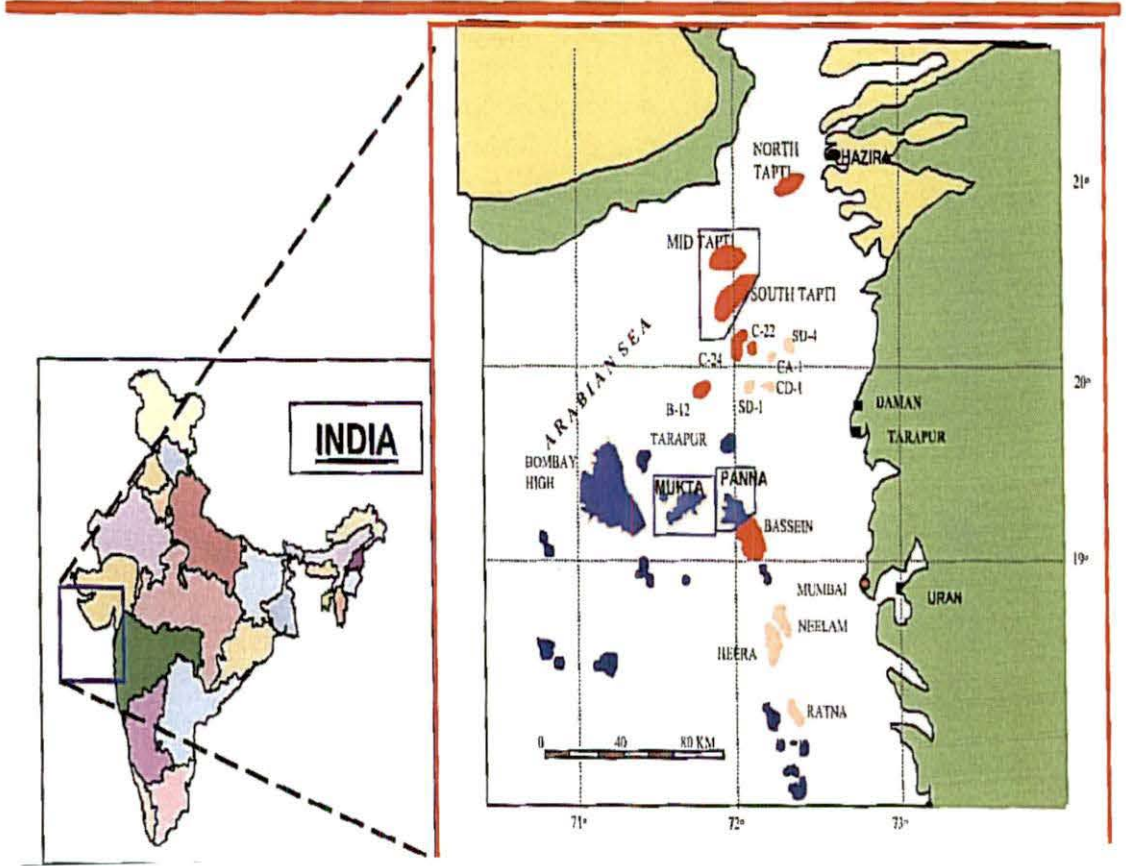 INDIA
NORTH
TAPTI
HAZIRA
21°
MID TAPTI
SOUTH TAPTI
C-22
SD-4
C-24
CA-1
20°
B-12
SD-1
CD-1
ARABIAN SEA
DAMAN
TARAPUR
TARAPUR
BOMBAY
HIGH
MUKTA
PANNA
BASSEIN
19°
MUMBAI
URAN
NEELAM
HEERA
RATNA
0 40 80 KM
71° 72° 73°